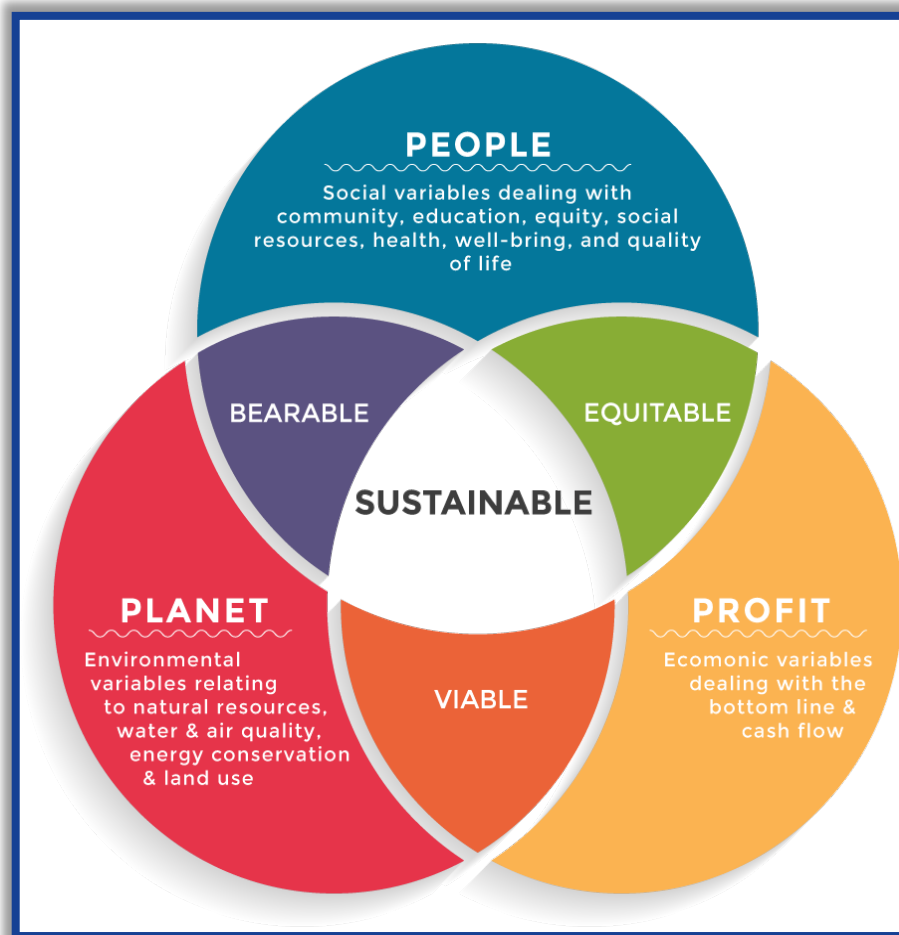 PEOPLE
Social variables dealing with
community, education, equity, social
resources, health, well-bring, and quality
of life
BEARABLE
EQUITABLE
SUSTAINABLE
PLANET
Environmental
variables relating
to natural resources,
water & air quality,
energy conservation
& land use
VIABLE
PROFIT
Ecomonic variables
dealing with the
bottom line &
cash flow